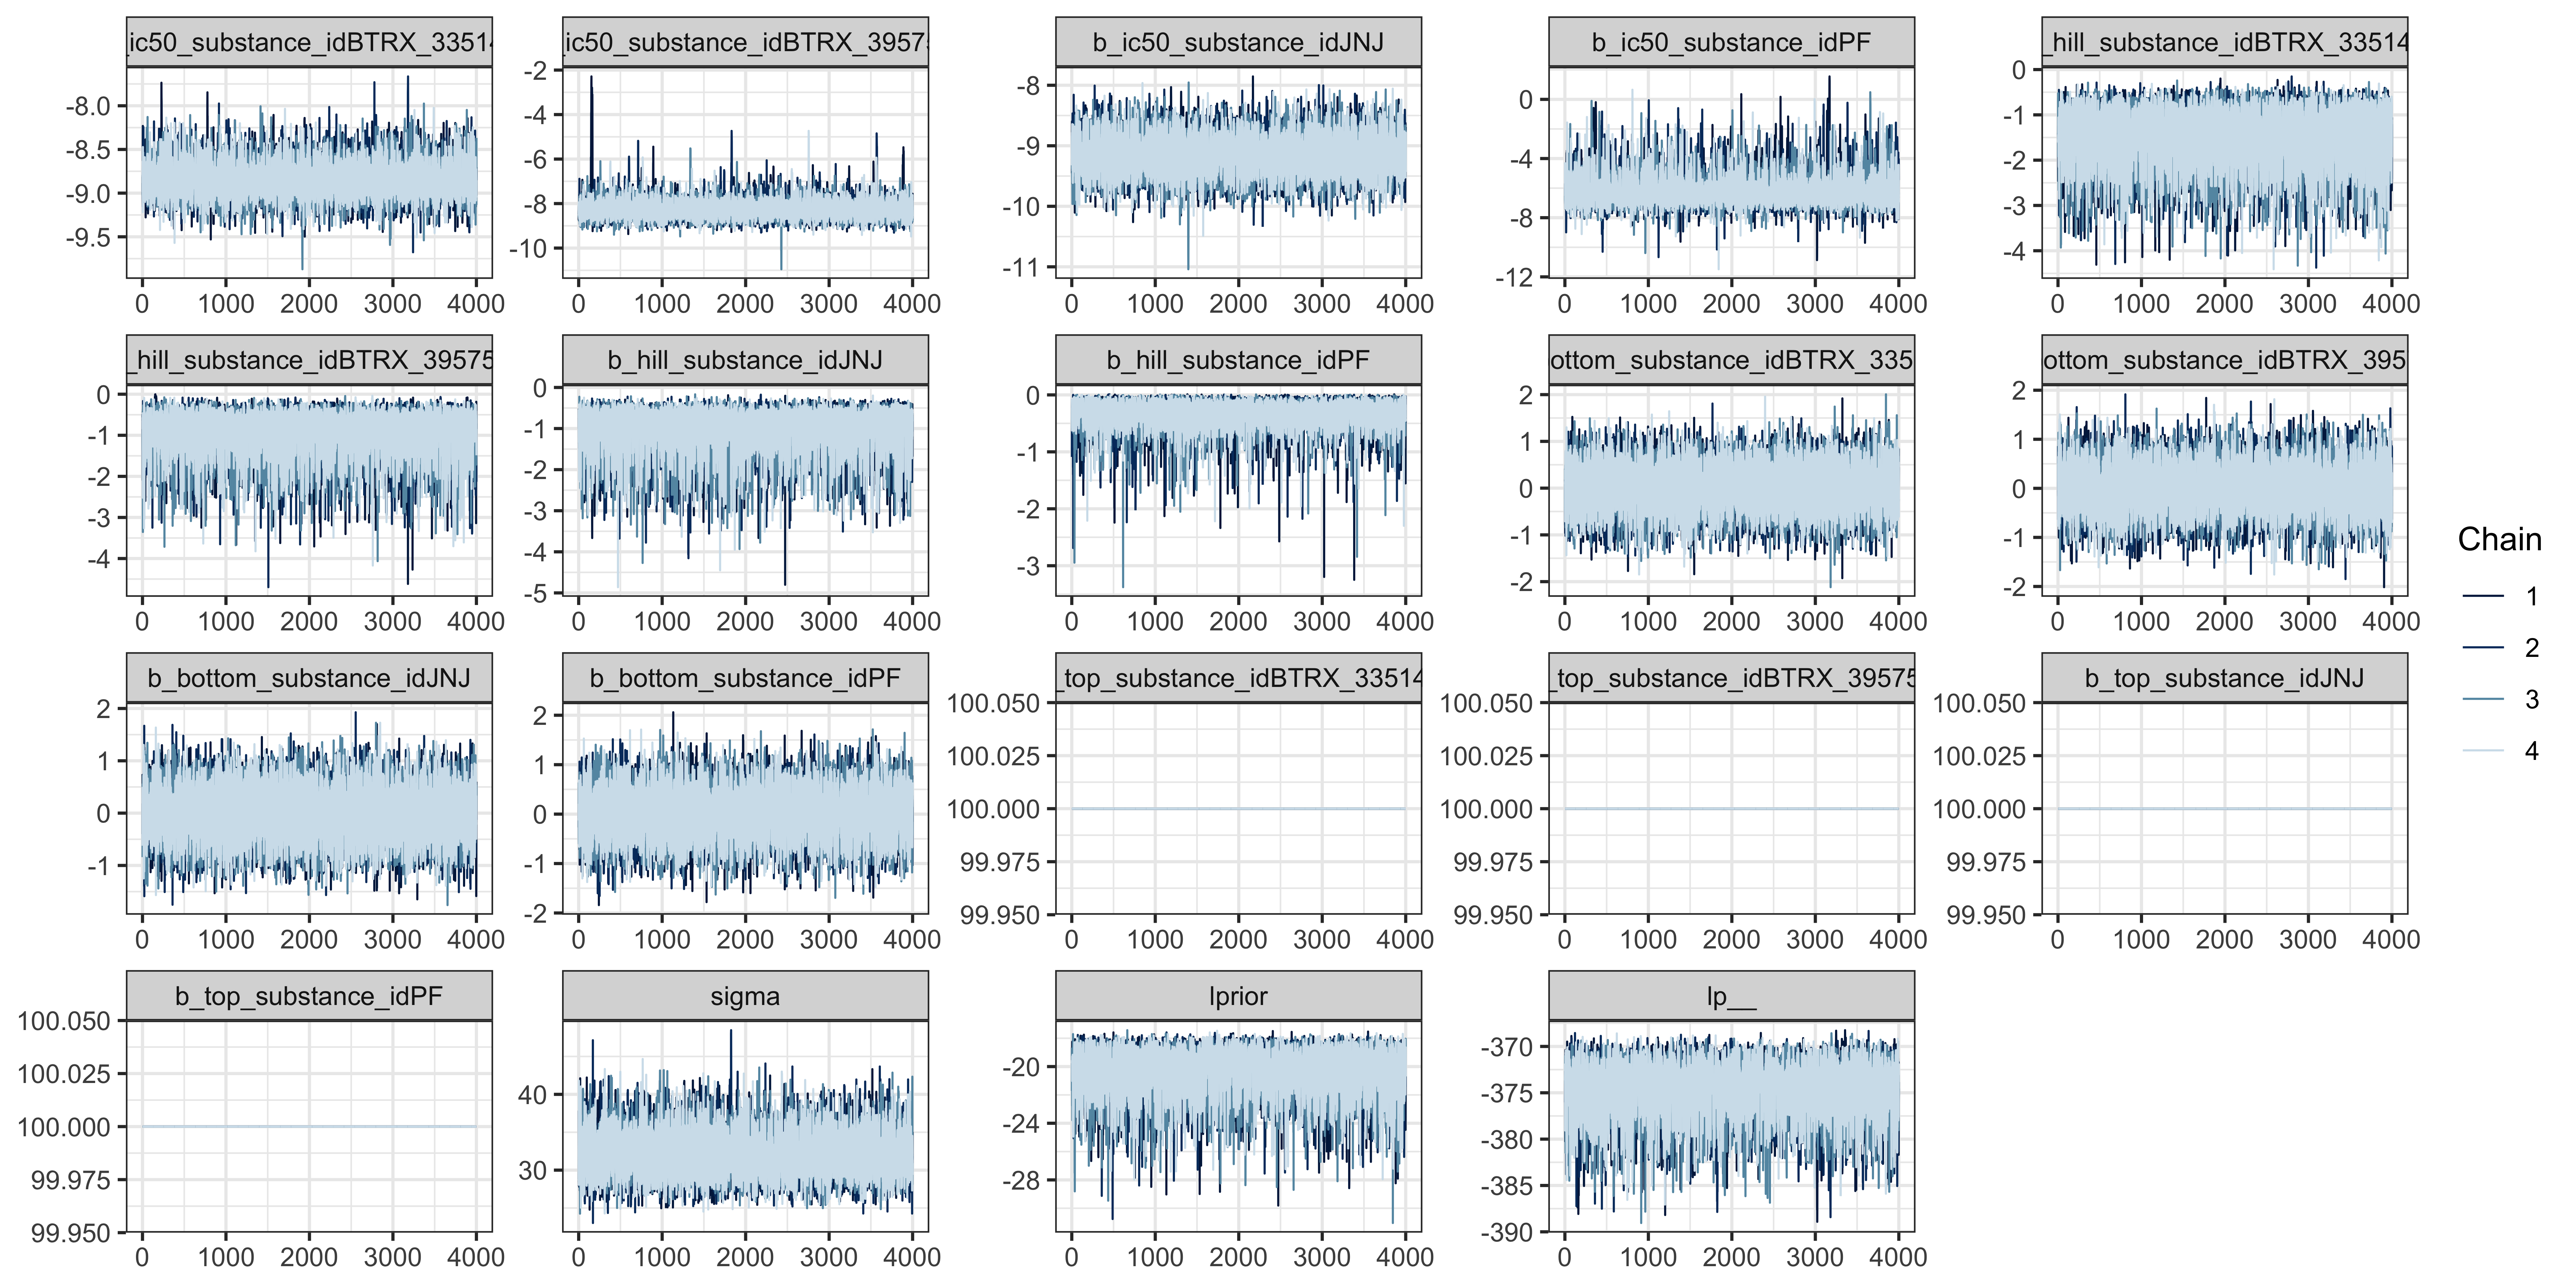 _ic50_substance_idBTRX_33514
ic50_substance_idBTRX_39575
b_ic50_substance_idJNJ
b_ic50_substance_idPF
_hill_substance_idBTRX_33514
-8.0
-8.5
-9.0
-9.5
-2
-4
-6
-8
-10
-8
-9
-10
-11
0
-4
-8
-12
0
-1
-2
-3
-4
0 1000 2000 3000 4000
0 1000 2000 3000 4000
0 1000 2000 3000 4000
0 1000 2000 3000 4000
0 1000 2000 3000 4000
_hill_substance_idBTRX_39575
b_hill_substance_idJNJ
b_hill_substance_idPF
ottom_substance_idBTRX_335
ottom_substance_idBTRX_395
0
-1
-2
-3
-4
0
-1
-2
-3
-4
-5
0
-1
-2
-3
2
1
0
-1
-2
2
1
0
-1
-2
0 1000 2000 3000 4000
0 1000 2000 3000 4000
0 1000 2000 3000 4000
0 1000 2000 3000 4000
0 1000 2000 3000 4000
Chain
1
2
3
4
b_bottom_substance_idJNJ
b_bottom_substance_idPF
_top_substance_idBTRX_33514
_top_substance_idBTRX_39575
b_top_substance_idJNJ
2
1
0
-1
2
1
0
-1
-2
100.050
100.025
100.000
99.975
99.950
100.050
100.025
100.000
99.975
99.950
100.050
100.025
100.000
99.975
99.950
0 1000 2000 3000 4000
0 1000 2000 3000 4000
0 1000 2000 3000 4000
0 1000 2000 3000 4000
0 1000 2000 3000 4000
b_top_substance_idPF
sigma
lprior
lp__
100.050
100.025
100.000
99.975
99.950
40
30
-20
-24
-28
-370
-375
-380
-385
-390
0 1000 2000 3000 4000
0 1000 2000 3000 4000
0 1000 2000 3000 4000
0 1000 2000 3000 4000